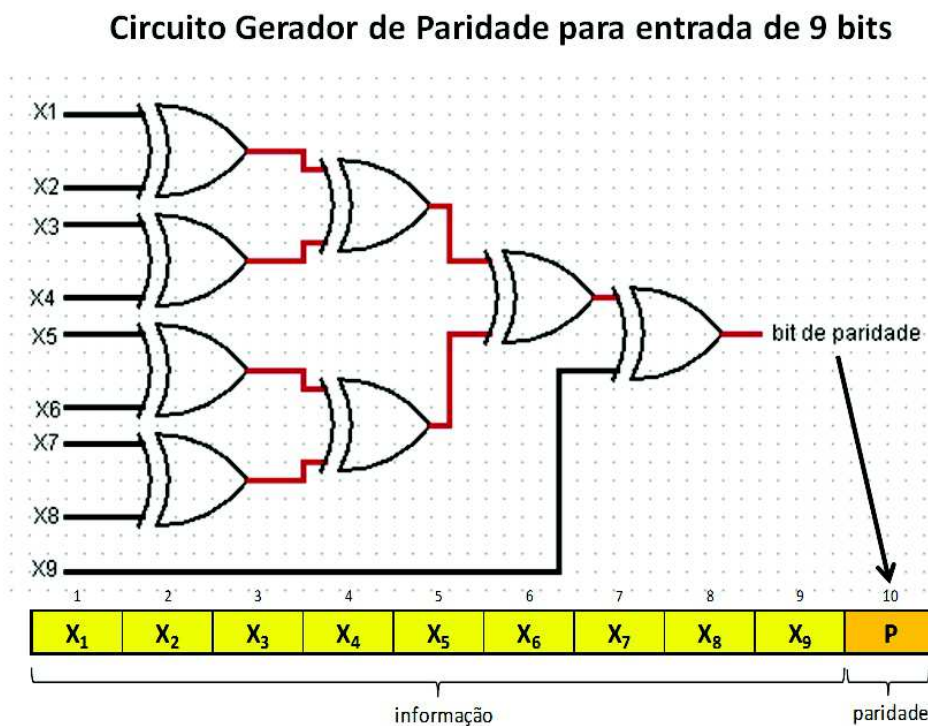 Circuito Gerador de Paridade para entrada de 9 bits
X1
X2
X3
X4
X5
X6
X7
X8
X9
bit de paridade
1 2 3 4 5 6 7 8 9 10
X₁ X₂ X₃ X₄ X₅ X₆ X₇ X₈ X₉ P
informação paridade